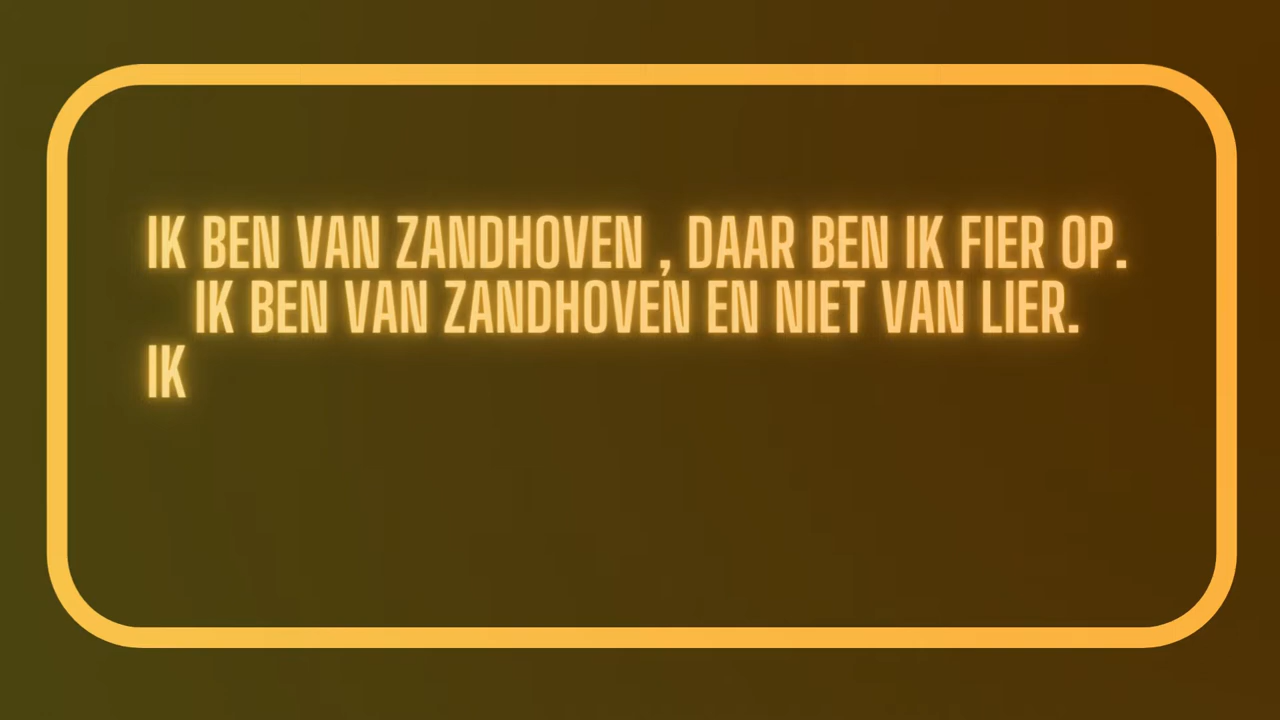 IK BEN VAN ZANDHOVEN , DAAR BEN IK FIER OP.
IK BEN VAN ZANDHOVEN EN NIET VAN LIER.
IK